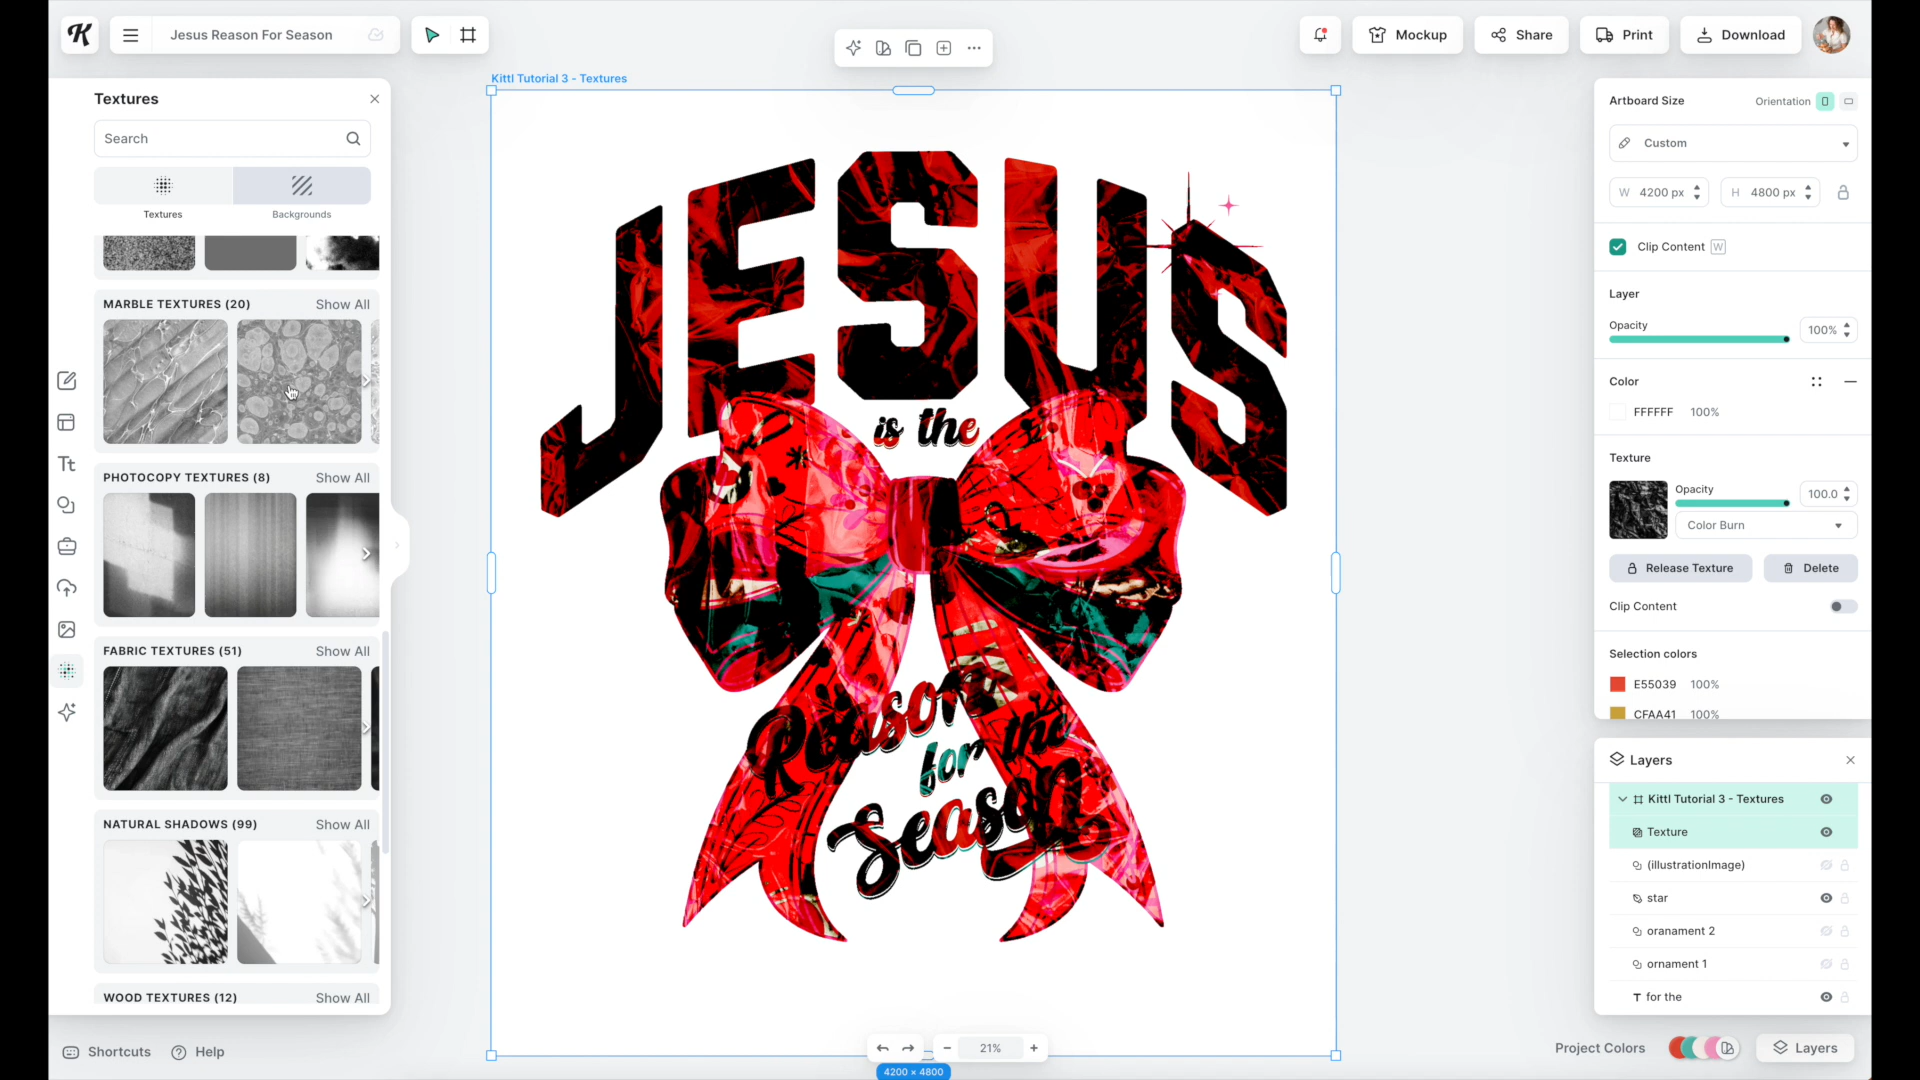 K
Jesus Reason For Season
Mockup
Share
Print
Download
Kittl Tutorial 3 - Textures
Textures
Search
Textures
Backgrounds
MARBLE TEXTURES (20)
Show All
PHOTOCOPY TEXTURES (8)
Show All
FABRIC TEXTURES (51)
Show All
NATURAL SHADOWS (99)
Show All
WOOD TEXTURES (12)
Show All
Tt
Shortcuts
Help
JESUS
is the
Reason
for the
Season
21%
4200 × 4800
Artboard Size
Orientation
Custom
W 4200 px
H 4800 px
Clip Content W
Layer
Opacity
100%
Color
FFFFFF 100%
Texture
Opacity
100.0
Color Burn
Release Texture
Delete
Clip Content
Selection colors
E55039 100%
CFAA41 100%
Layers
Kittl Tutorial 3 - Textures
Texture
(illustrationImage)
star
oranament 2
ornament 1
T for the
Project Colors
Layers